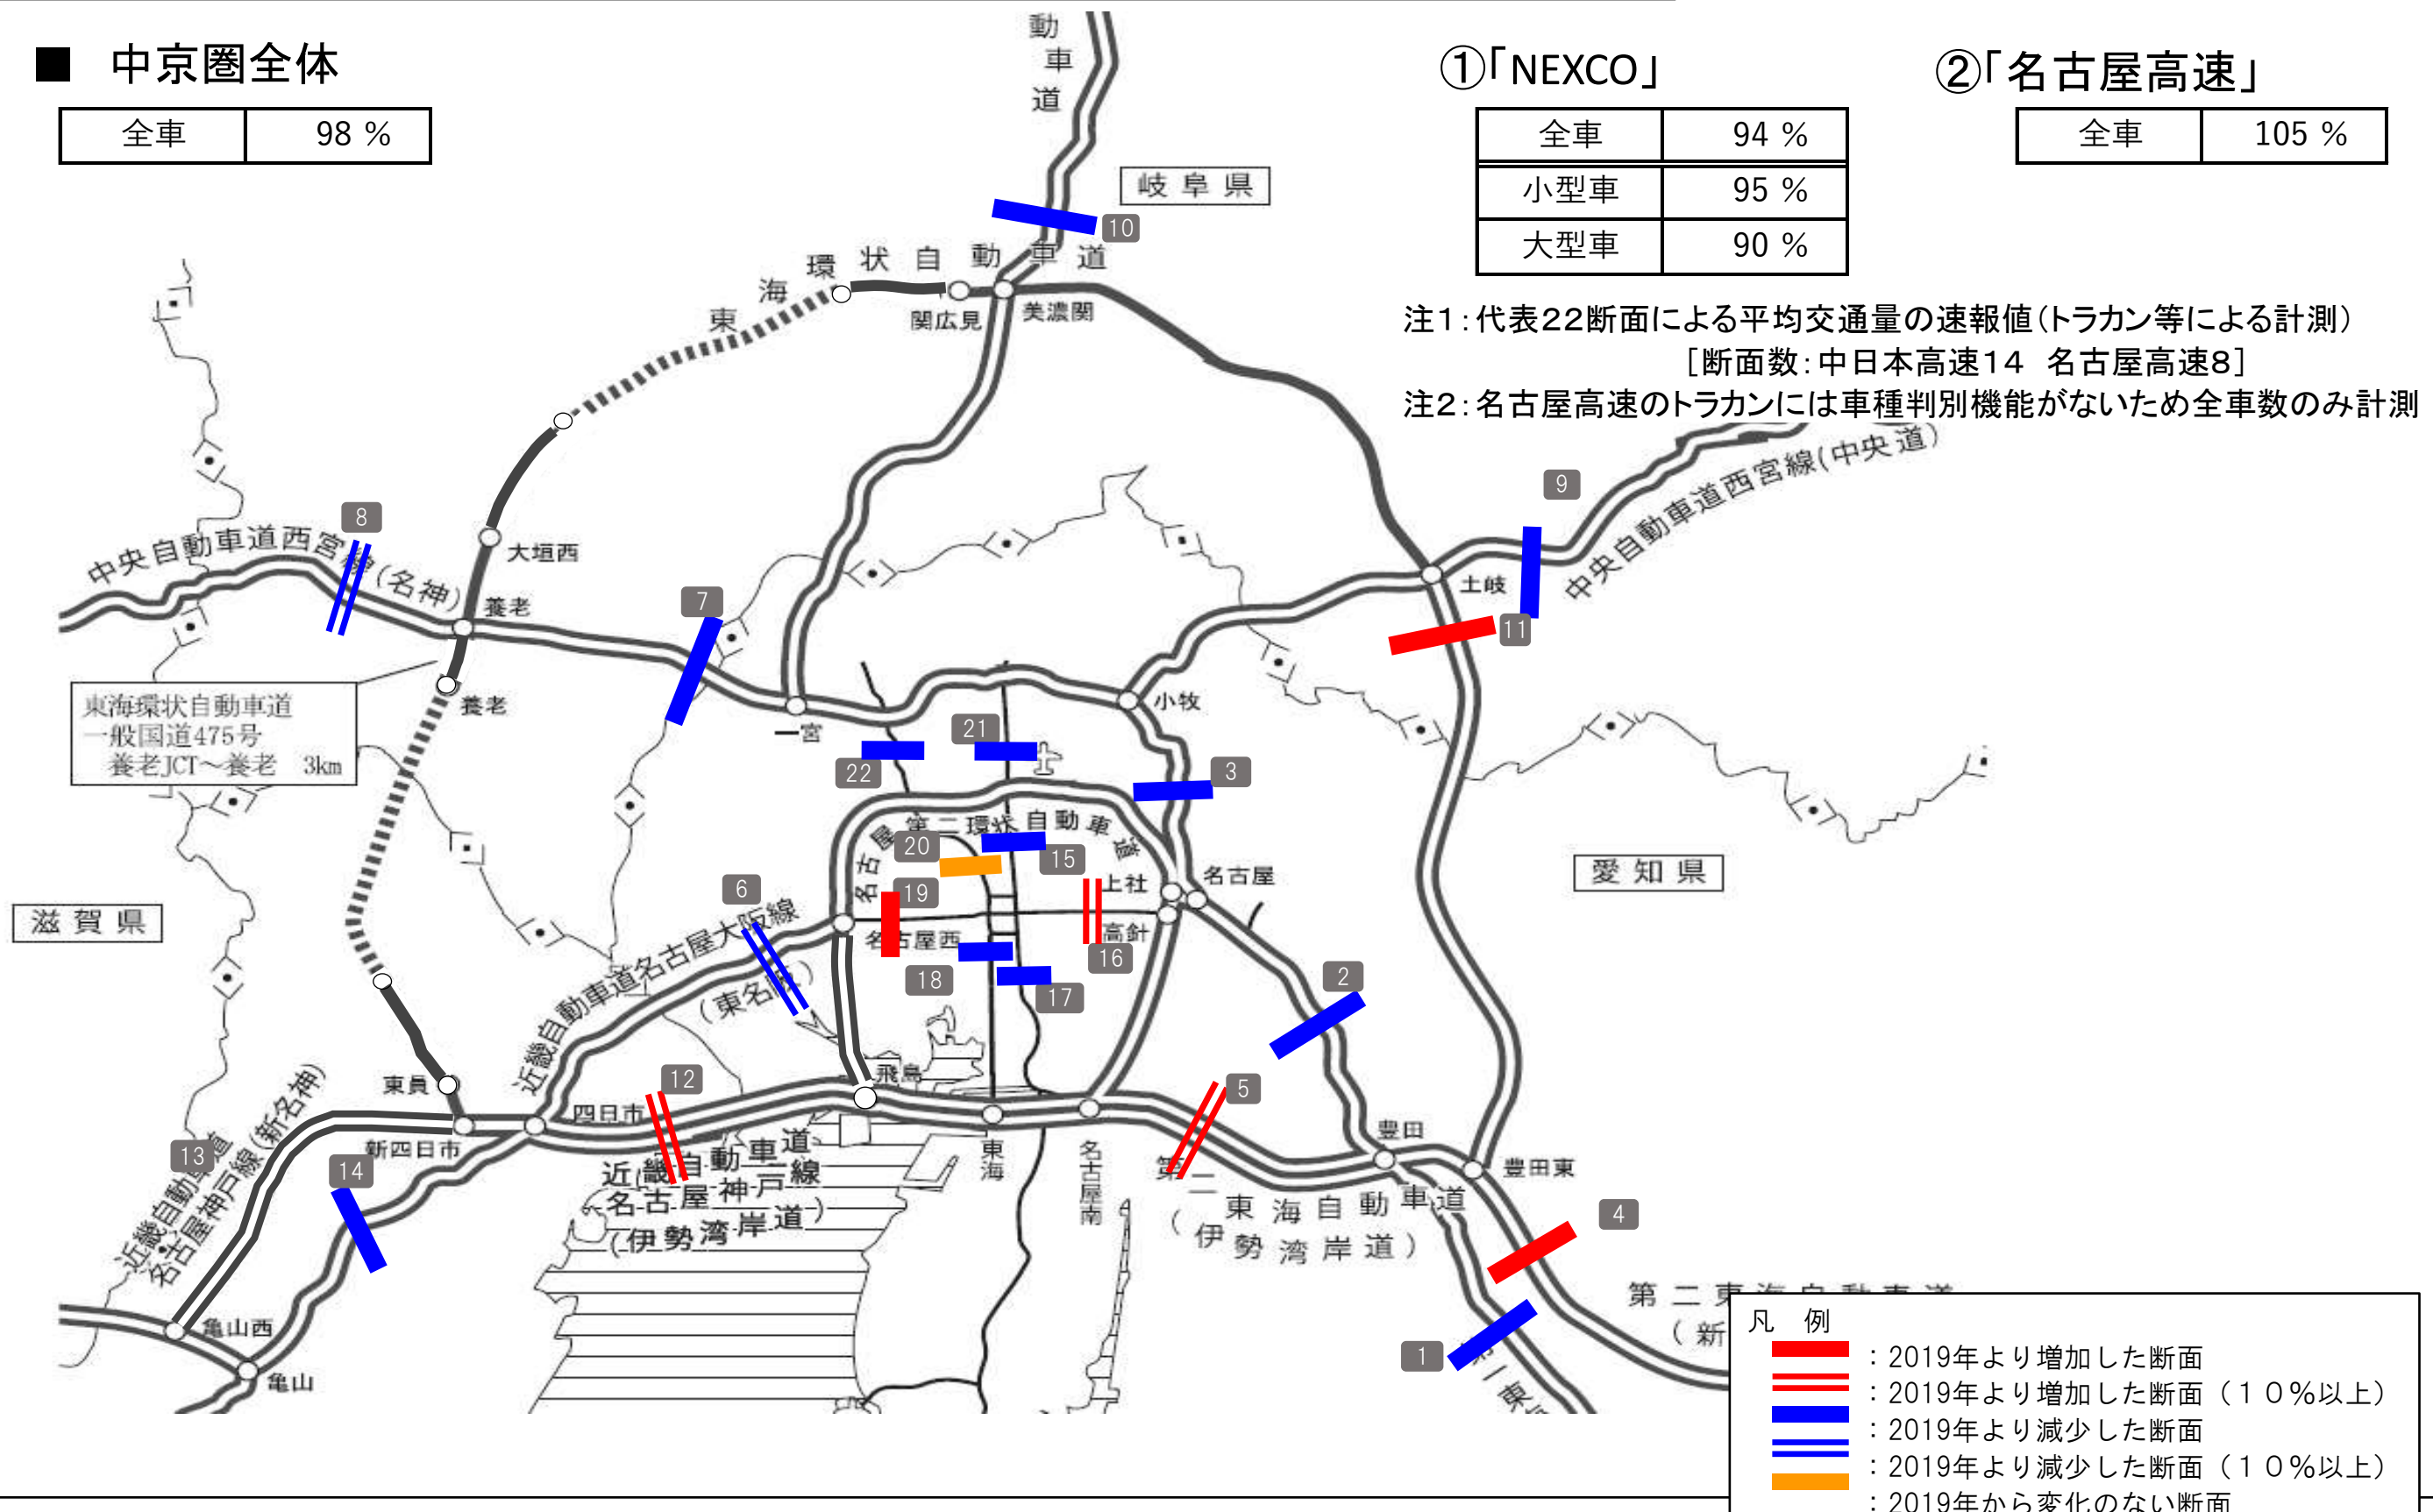 ■ 中京圏全体
全車 98 %
①「NEXCO」
全車 94 %
小型車 95 %
大型車 90 %
②「名古屋高速」
全車 105 %
注1：代表22断面による平均交通量の速報値（トラカン等による計測）
［断面数：中日本高速14 名古屋高速8］
注2：名古屋高速のトラカンには車種判別機能がないため全車数のみ計測
動車道
岐阜県
10
東海環状自動車道
関広見
美濃関
中央自動車道西宮線(中央道)
9
8
中央自動車道西宮線(名神)
大垣西
養老
7
土岐
11
養老
東海環状自動車道
一般国道475号
養老JCT～養老 3km
一宮
小牧
21
22
3
名古屋第二環状自動車道
20
15
愛知県
上社
名古屋
19
6
滋賀県
名古屋西
高針
16
近畿自動車道名古屋大阪線
(東名阪)
18
17
2
東員
飛島
12
四日市
5
新四日市
豊田
13
14
近畿自動車道
名古屋神戸線(新名神)
近畿自動車道
名古屋神戸線
(伊勢湾岸道)
東海
名古屋南
豊田東
第二東海自動車道
(伊勢湾岸道)
4
亀山西
亀山
1
第二東海自動車道
(新
第一東
凡 例
：2019年より増加した断面
：2019年より増加した断面（１０％以上）
：2019年より減少した断面
：2019年より減少した断面（１０％以上）
：2019年から変化のない断面